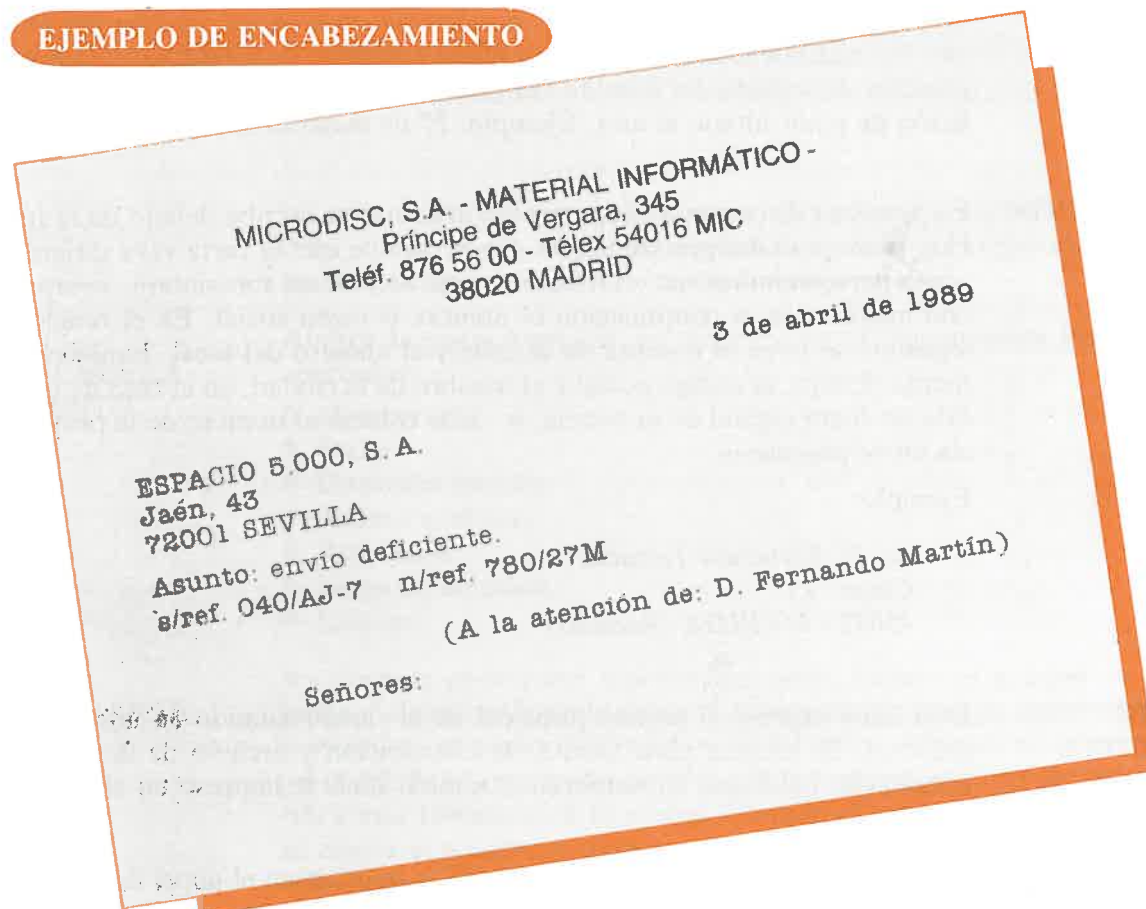 EJEMPLO DE ENCABEZAMIENTO
MICRODISC, S.A. - MATERIAL INFORMÁTICO -
Príncipe de Vergara, 345
Teléf. 876 56 00 - Télex 54016 MIC
38020 MADRID
3 de abril de 1989
ESPACIO 5.000, S.A.
Jaén, 43
72001 SEVILLA
Asunto: envío deficiente.
s/ref. 040/AJ-7 n/ref. 780/27M
(A la atención de: D. Fernando Martín)
Señores: